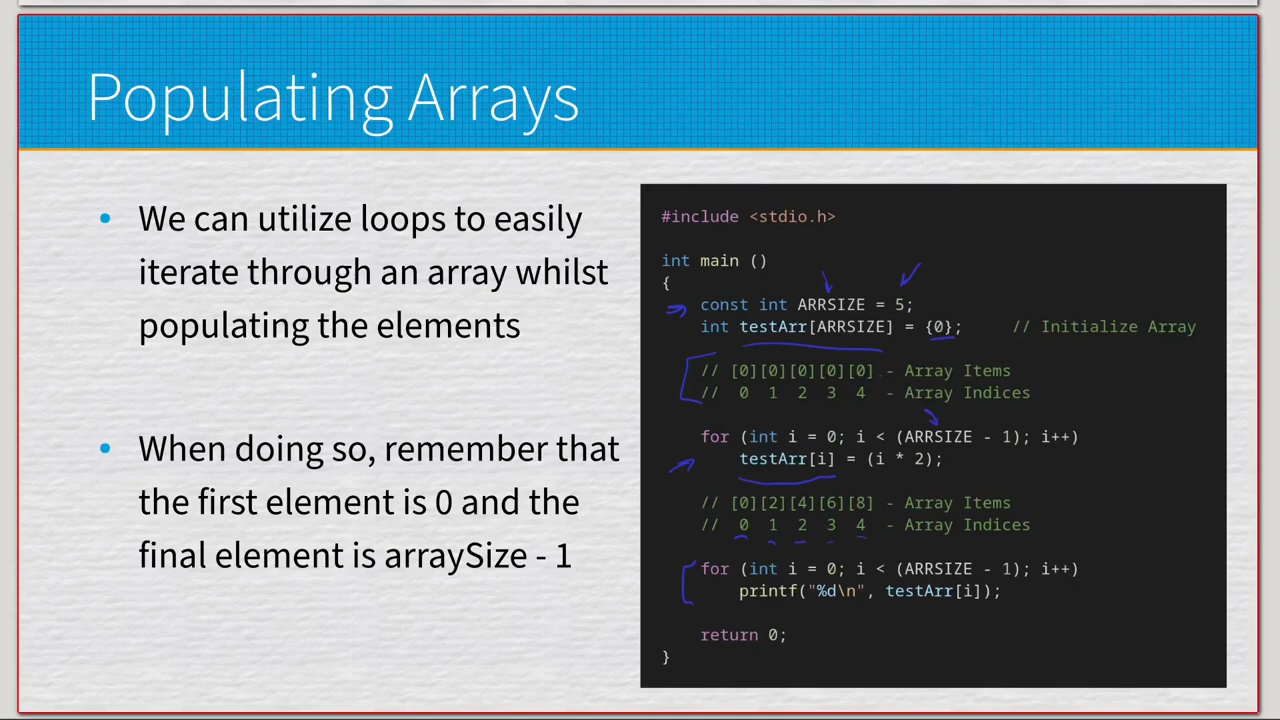 Populating Arrays
• We can utilize loops to easily
iterate through an array whilst
populating the elements
• When doing so, remember that
the first element is 0 and the
final element is arraySize - 1
#include <stdio.h>
int main ()
{
const int ARRSIZE = 5;
int testArr[ARRSIZE] = {0};     // Initialize Array
// [0][0][0][0][0] - Array Items
//  0  1  2  3  4  - Array Indices
for (int i = 0; i < (ARRSIZE - 1); i++)
testArr[i] = (i * 2);
// [0][2][4][6][8] - Array Items
//  0  1  2  3  4  - Array Indices
for (int i = 0; i < (ARRSIZE - 1); i++)
printf("%d\n", testArr[i]);
return 0;
}